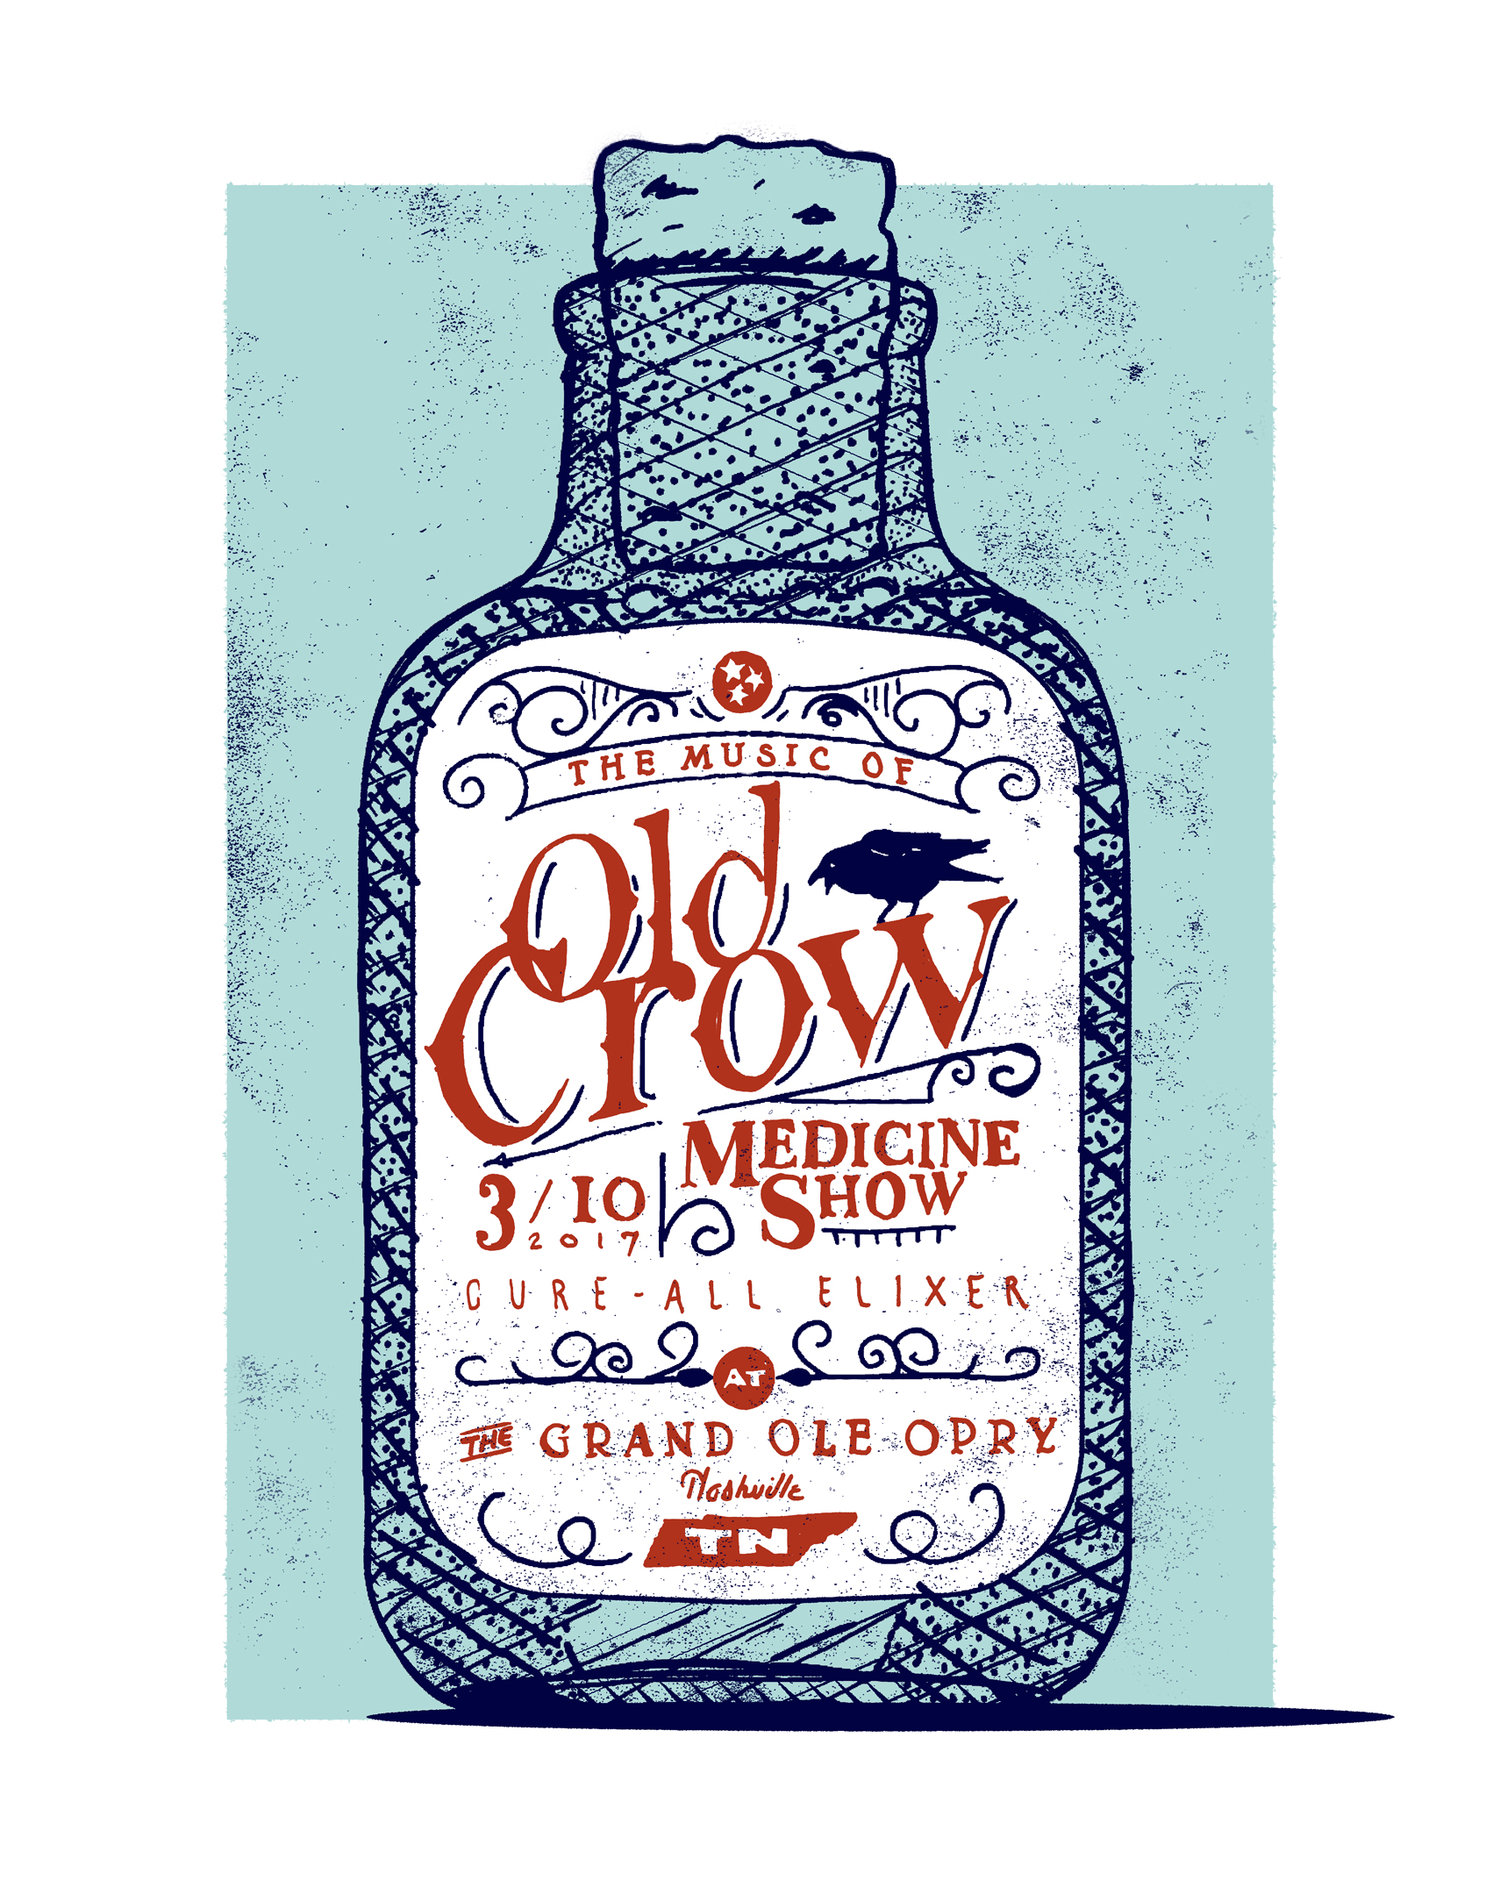 THE MUSIC OF
Old
Crow
MEDICINE
SHOW
3/10
2017
CURE-ALL ELIXER
AT
THE GRAND OLE OPRY
Nashville
TN